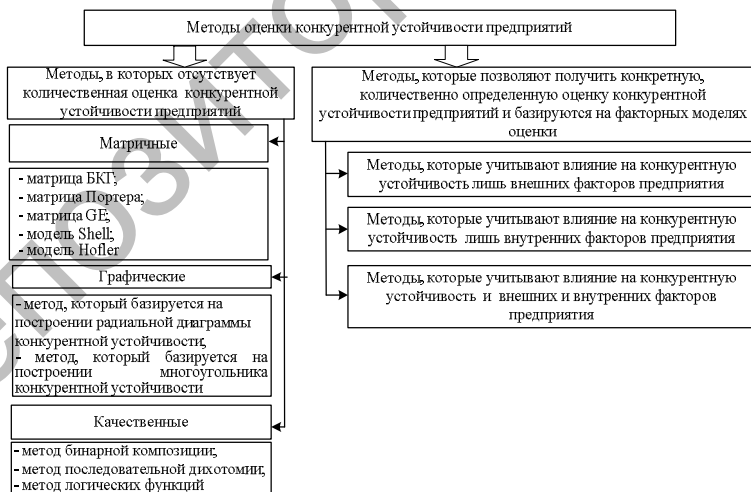 Методы оценки конкурентной устойчивости предприятий
Методы, в которых отсутствует
количественная оценка конкурентной
устойчивости предприятий
Матричные
- матрица БКГ;
- матрица Портера;
- матрица GE;
- модель Shell;
- модель Hofler
Графические
- метод, который базируется на
построении радиальной диаграммы
конкурентной устойчивости;
- метод, который базируется на
построении многоугольника
конкурентной устойчивости
Качественные
- метод бинарной композиции;
- метод последовательной дихотомии;
- метод логических функций
Методы, которые позволяют получить конкретную,
количественно определенную оценку конкурентной
устойчивости предприятий и базируются на факторных моделях
оценки
Методы, которые учитывают влияние на конкурентную
устойчивость лишь внешних факторов предприятия
Методы, которые учитывают влияние на конкурентную
устойчивость лишь внутренних факторов предприятия
Методы, которые учитывают влияние на конкурентную
устойчивость и внешних и внутренних факторов
предприятия